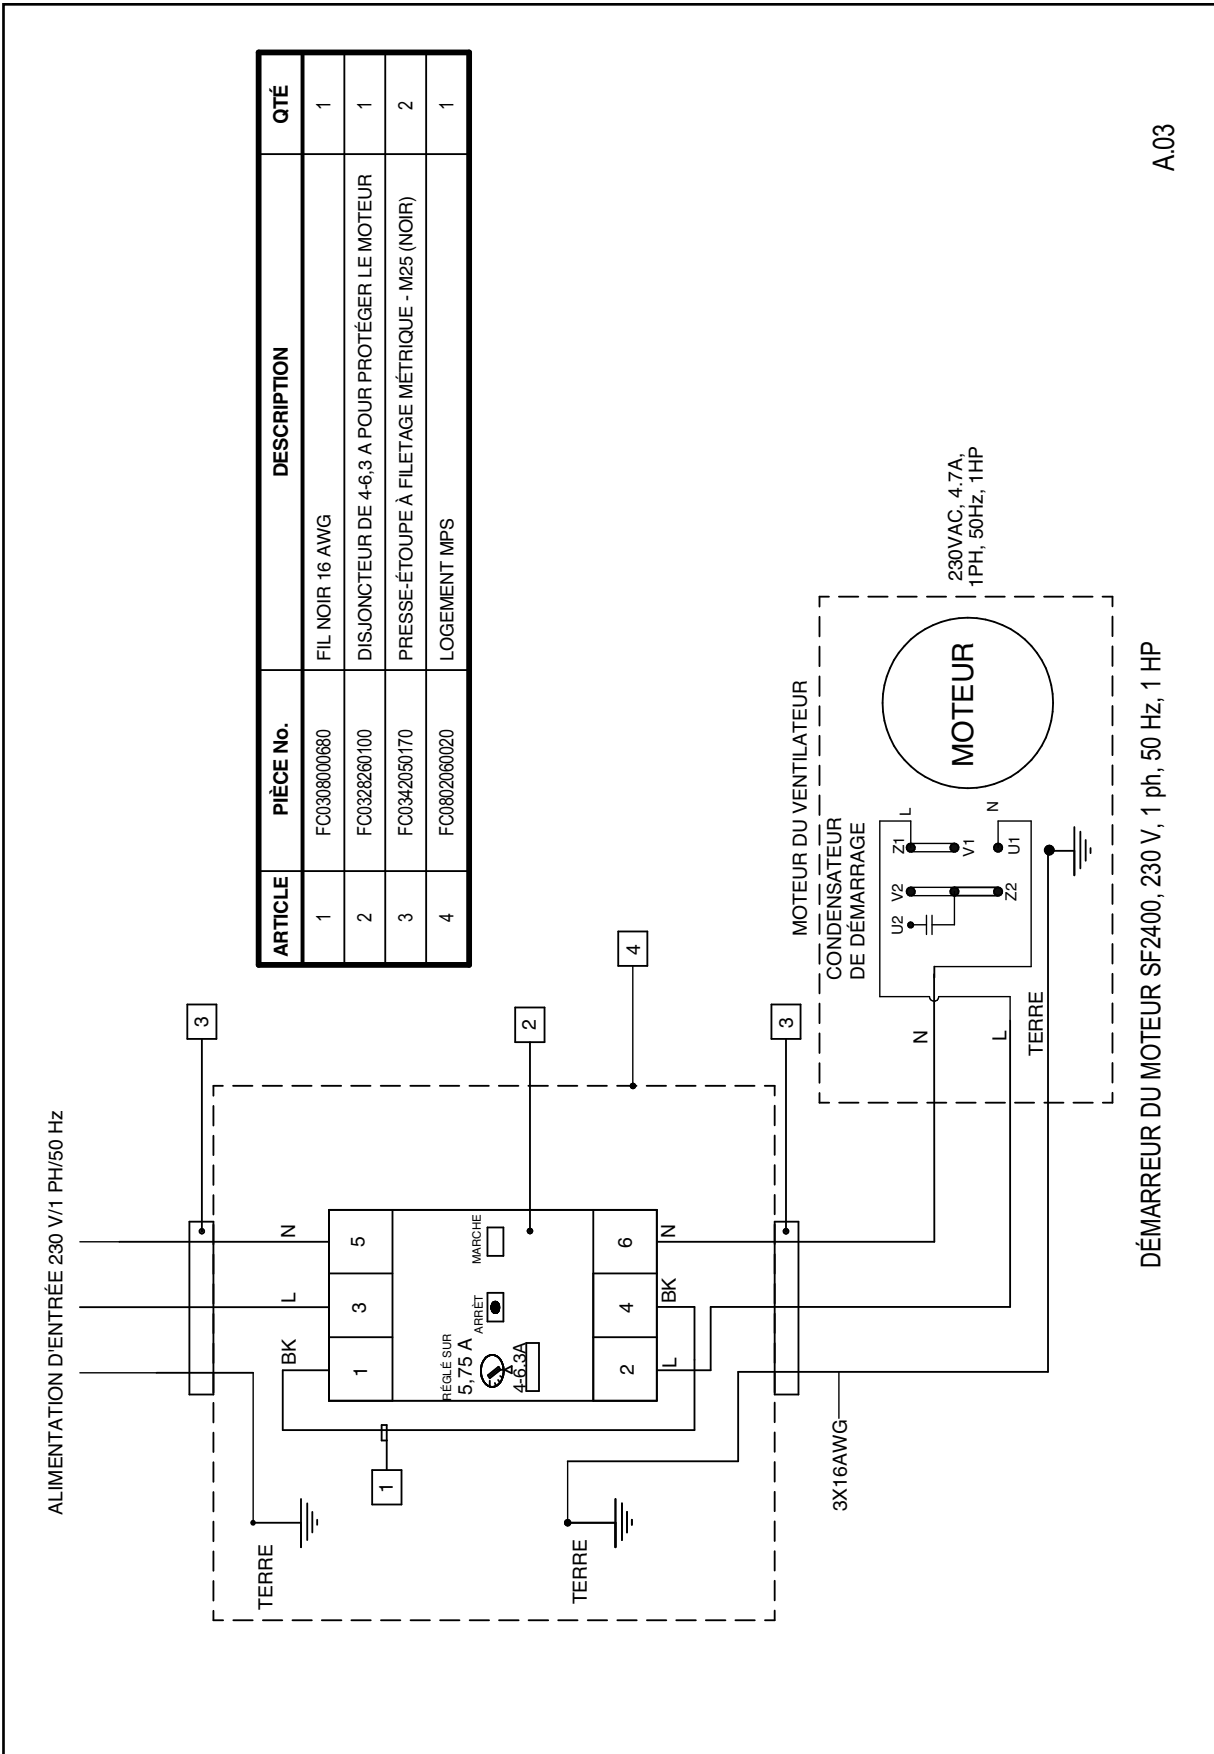 ALIMENTATION D'ENTRÉE 230 V/1 PH/50 Hz
ARTICLE PIÈCE No. DESCRIPTION QTÉ
1 FC0308000680 FIL NOIR 16 AWG 1
2 FC0328260100 DISJONCTEUR DE 4-6,3 A POUR PROTÉGER LE MOTEUR 1
3 FC0342050170 PRESSE-ÉTOUPE À FILETAGE MÉTRIQUE - M25 (NOIR) 2
4 FC0802060020 LOGEMENT MPS 1
3
TERRE
BK
L
N
1
3
5
1
RÉGLÉ SUR
5,75 A
4-6.3A
ARRÊT
MARCHE
2
2
4
6
L
BK
N
TERRE
4
3
3X16AWG
MOTEUR DU VENTILATEUR
CONDENSATEUR
DE DÉMARRAGE
U2
V2
Z1
L
V1
Z2
U1
N
N
L
TERRE
MOTEUR
230VAC, 4.7A,
1PH, 50Hz, 1HP
DÉMARREUR DU MOTEUR SF2400, 230 V, 1 ph, 50 Hz, 1 HP
A.03